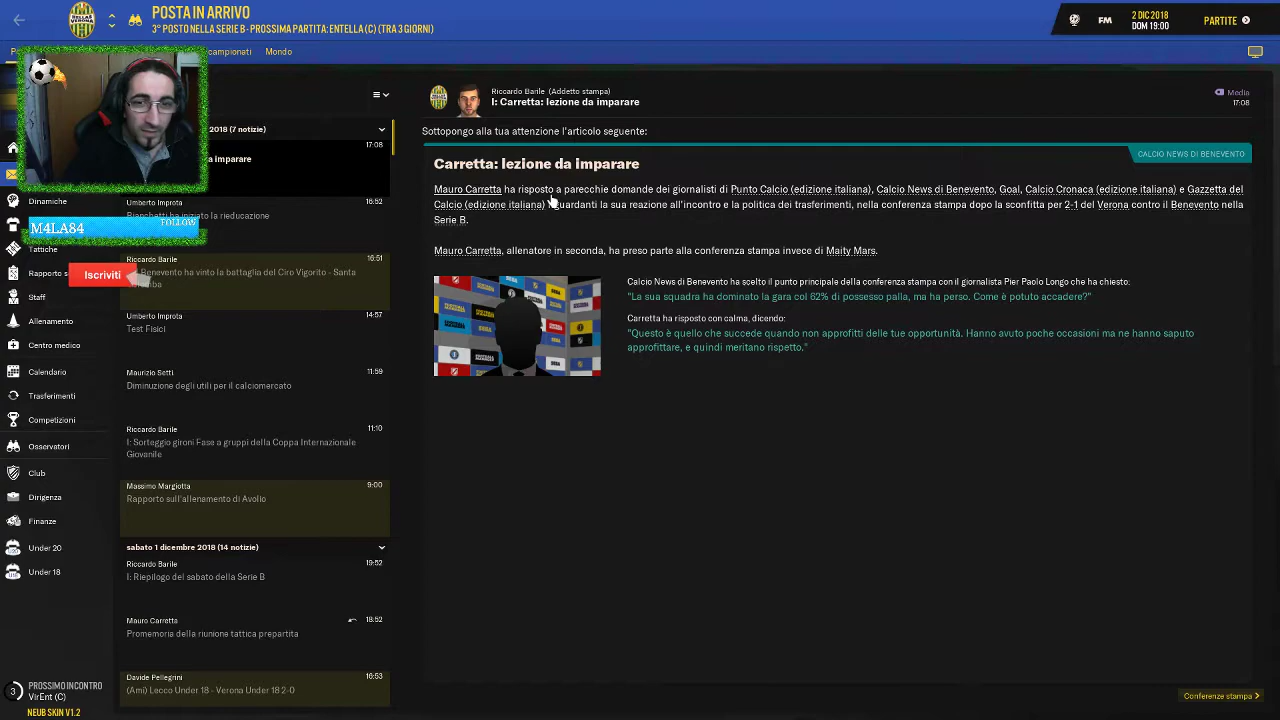 POSTA IN ARRIVO
3° POSTO NELLA SERIE B - PROSSIMA PARTITA: ENTELLA (C) (TRA 3 GIORNI)
FM
2 DIC 2018
DOM 19:00
PARTITE
campionati
Mondo
2018 (7 notizie)
17:08
a imparare
Umberto Improta
16:52
Bianchatti ha iniziato la rieducazione
Riccardo Barile
16:51
Benevento ha vinto la battaglia del Ciro Vigorito - Santa
Umberto Improta
14:57
Test Fisici
Maurizio Setti
11:59
Diminuzione degli utili per il calciomercato
Riccardo Barile
11:10
I: Sorteggio gironi Fase a gruppi della Coppa Internazionale
Giovanile
Massimo Margiotta
9:00
Rapporto sull'allenamento di Avolio
sabato 1 dicembre 2018 (14 notizie)
Riccardo Barile
19:52
I: Riepilogo del sabato della Serie B
Mauro Carretta
18:52
Promemoria della riunione tattica prepartita
Davide Pellegrini
16:53
(Ami) Lecco Under 18 - Verona Under 18 2-0
M4LA84
FOLLOW
Iscriviti
Dinamiche
Tattiche
Rapporto s
Staff
Allenamento
Centro medico
Calendario
Trasferimenti
Competizioni
Osservatori
Club
Dirigenza
Finanze
Under 20
Under 18
3
PROSSIMO INCONTRO
VirEnt (C)
NEUB SKIN V1.2
Riccardo Barile (Addetto stampa)
I: Carretta: lezione da imparare
Media
17:08
Sottopongo alla tua attenzione l'articolo seguente:
CALCIO NEWS DI BENEVENTO
Carretta: lezione da imparare
Mauro Carretta ha risposto a parecchie domande dei giornalisti di Punto Calcio (edizione italiana), Calcio News di Benevento, Goal, Calcio Cronaca (edizione italiana) e Gazzetta del
Calcio (edizione italiana) riguardanti la sua reazione all'incontro e la politica dei trasferimenti, nella conferenza stampa dopo la sconfitta per 2-1 del Verona contro il Benevento nella
Serie B.
Mauro Carretta, allenatore in seconda, ha preso parte alla conferenza stampa invece di Maity Mars.
Calcio News di Benevento ha scelto il punto principale della conferenza stampa con il giornalista Pier Paolo Longo che ha chiesto:
"La sua squadra ha dominato la gara col 62% di possesso palla, ma ha perso. Come è potuto accadere?"
Carretta ha risposto con calma, dicendo:
"Questo è quello che succede quando non approfitti delle tue opportunità. Hanno avuto poche occasioni ma ne hanno saputo
approfittare, e quindi meritano rispetto."
Conferenze stampa